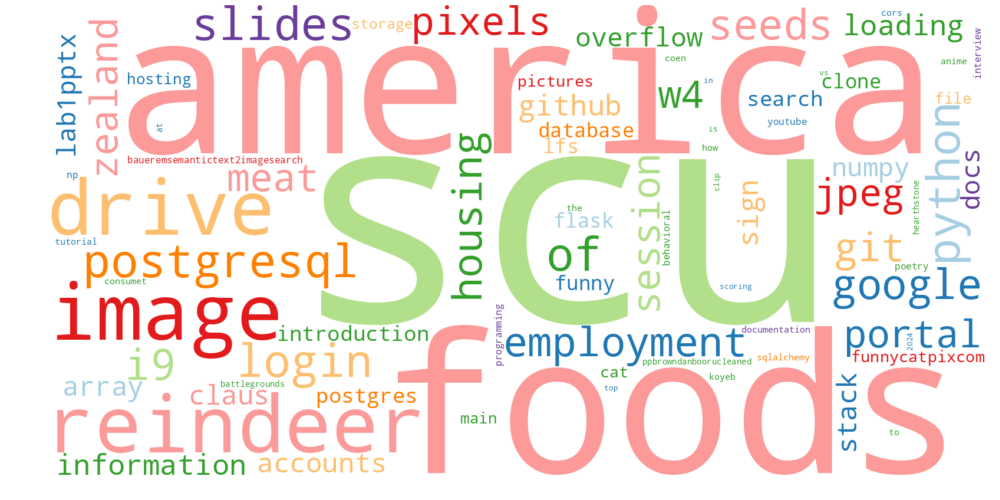 slides
storage
pixels
seeds
loading
cors
interview
lab1pptx
zealand
america
overflow
coen
anime
hosting
pictures
w4
in
vs
clone
search
file
github
youtube
at
database
is
lfs
how
baueremsemantictext2imagesearch
np
meat
scu
python
docs
numpy
clip
jpeg
hearthstone
drive
housing
session
sign
the
flask
behavioral
of
git
tutorial
postgresql
consumet
funny
scoring
poetry
google
image
introduction
programming
employment
documentation
portal
2024
i9
login
ppbrowndanboorucleaned
sqlalchemy
funnycatpixcom
array
battlegrounds
claus
postgres
cat
koyeb
top
stack
reindeer
foods
main
to
information
accounts